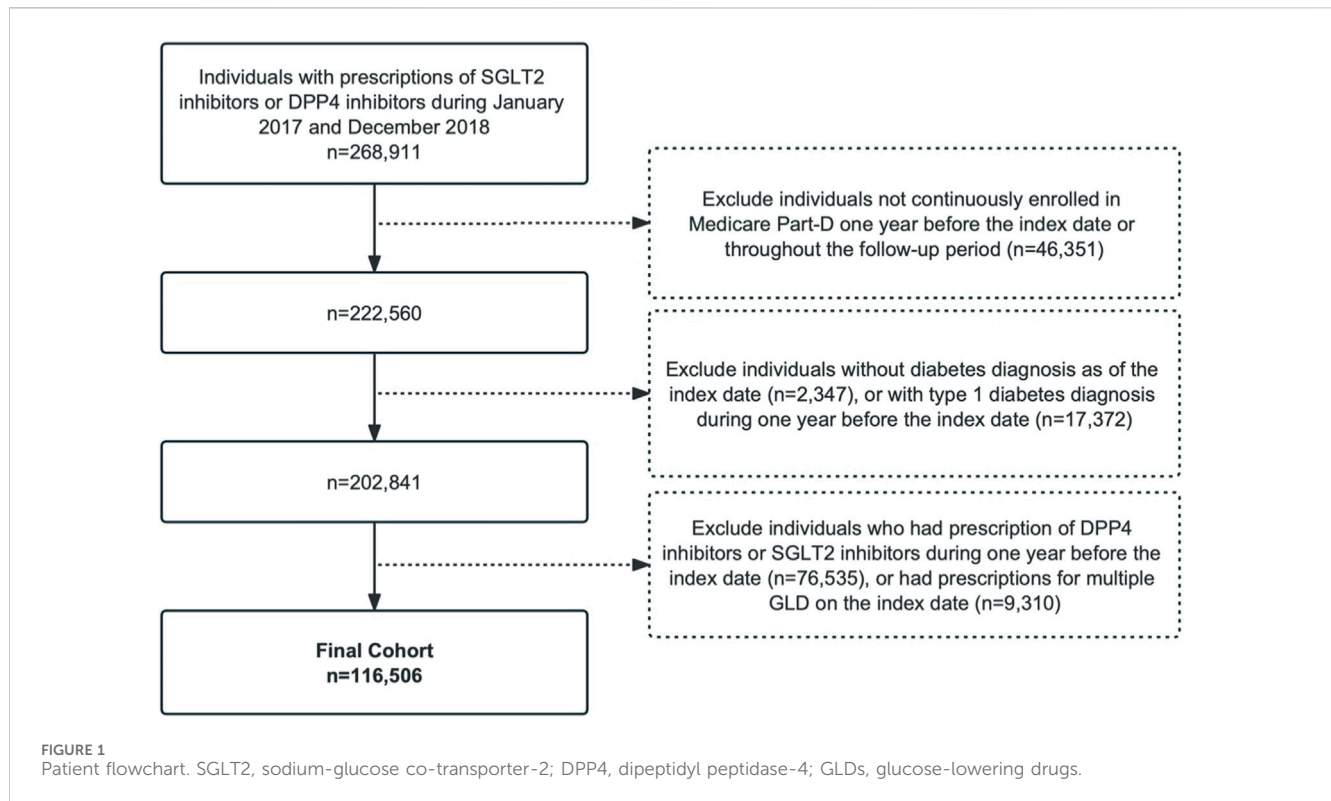 Individuals with prescriptions of SGLT2
inhibitors or DPP4 inhibitors during January
2017 and December 2018
n=268,911
Exclude individuals not continuously enrolled in
Medicare Part-D one year before the index date or
throughout the follow-up period (n=46,351)
n=222,560
Exclude individuals without diabetes diagnosis as of the
index date (n=2,347), or with type 1 diabetes diagnosis
during one year before the index date (n=17,372)
n=202,841
Exclude individuals who had prescription of DPP4
inhibitors or SGLT2 inhibitors during one year before the
index date (n=76,535), or had prescriptions for multiple
GLD on the index date (n=9,310)
Final Cohort
n=116,506
FIGURE 1
Patient flowchart. SGLT2, sodium-glucose co-transporter-2; DPP4, dipeptidyl peptidase-4; GLDs, glucose-lowering drugs.